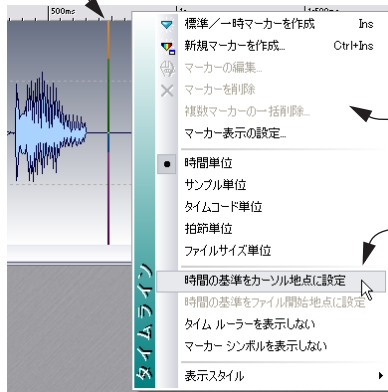 500ms
1s
1s500ms
標準／一時マーカーを作成 Ins
新規マーカーを作成... Ctrl+Ins
マーカーの編集...
マーカーを削除
複数マーカーの一括削除...
マーカー表示の設定...
時間単位
サンプル単位
タイムコード単位
拍節単位
ファイルサイズ単位
時間の基準をカーソル地点に設定
時間の基準をファイル開始地点に設定
タイム ルーラーを表示しない
マーカー シンボルを表示しない
表示スタイル
タイムライン